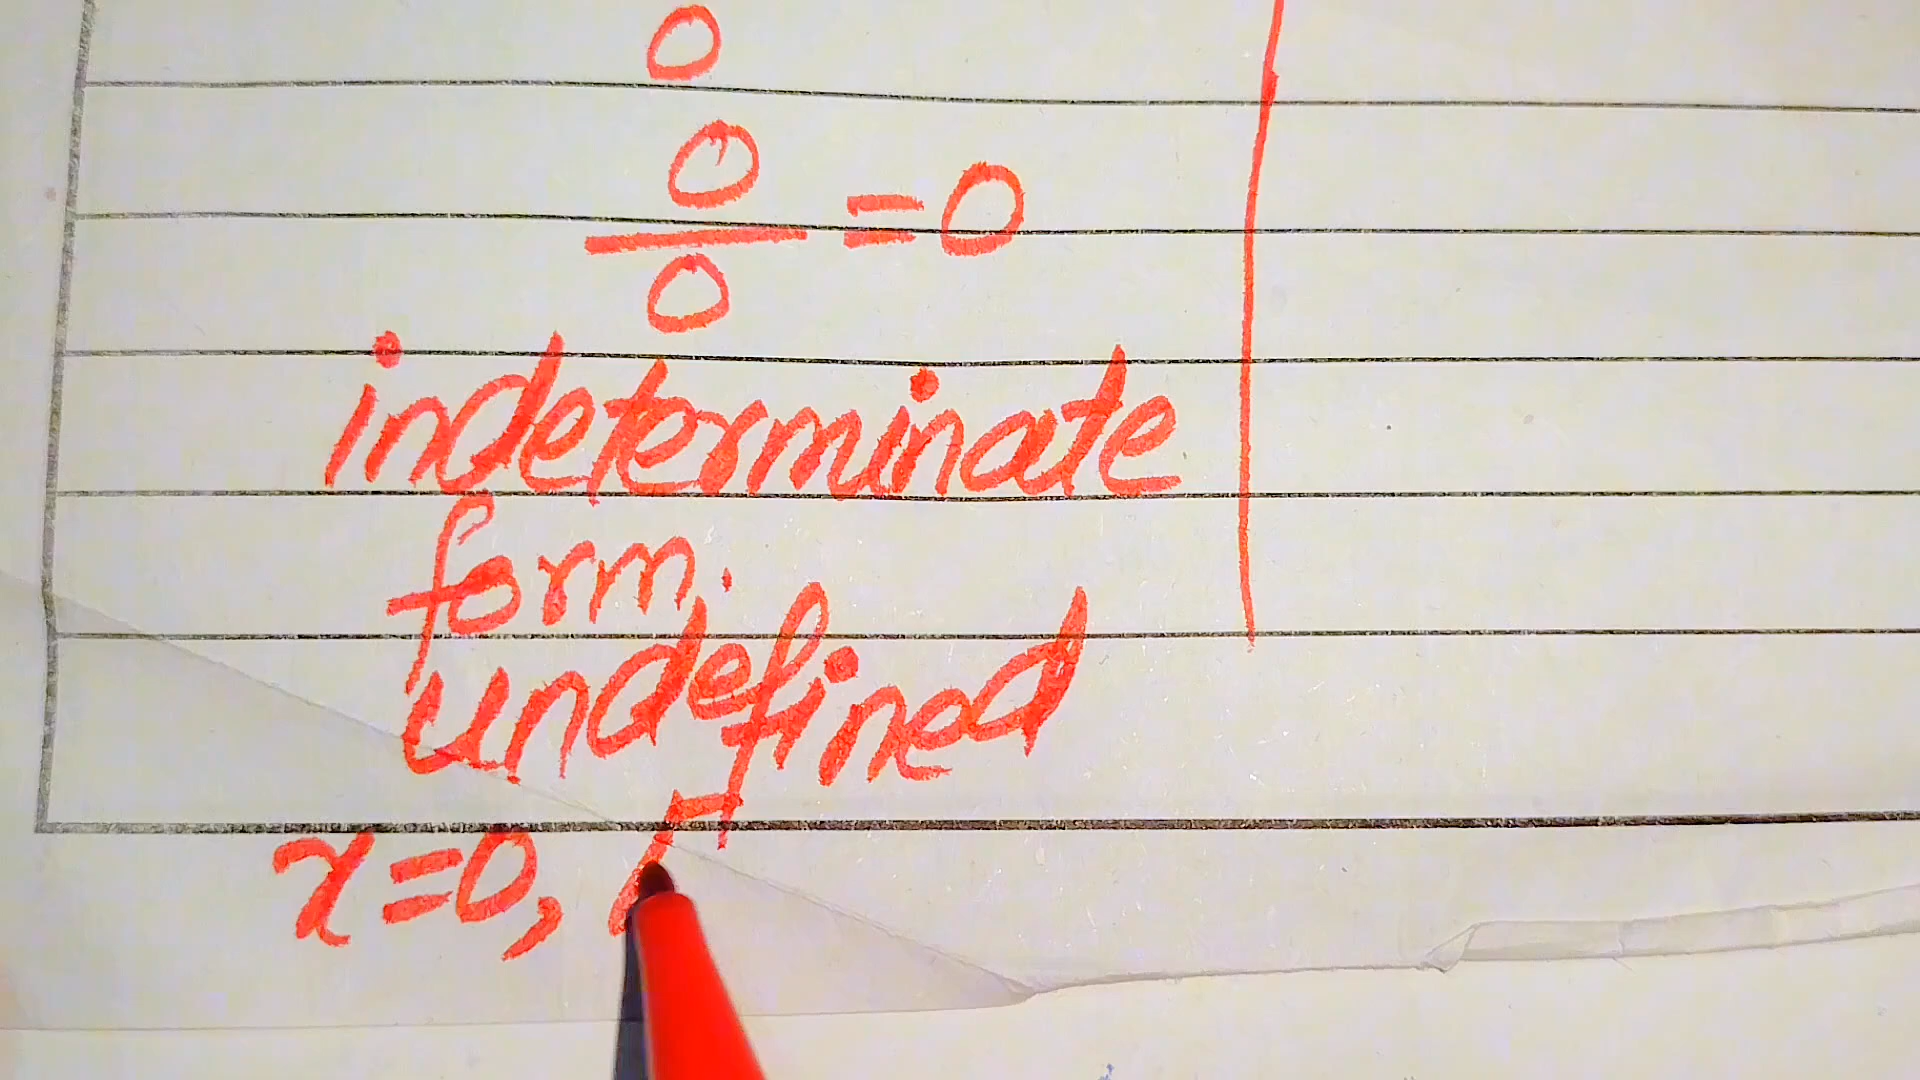 0
0/0 = 0
indeterminate
form.
undefined
x=0,